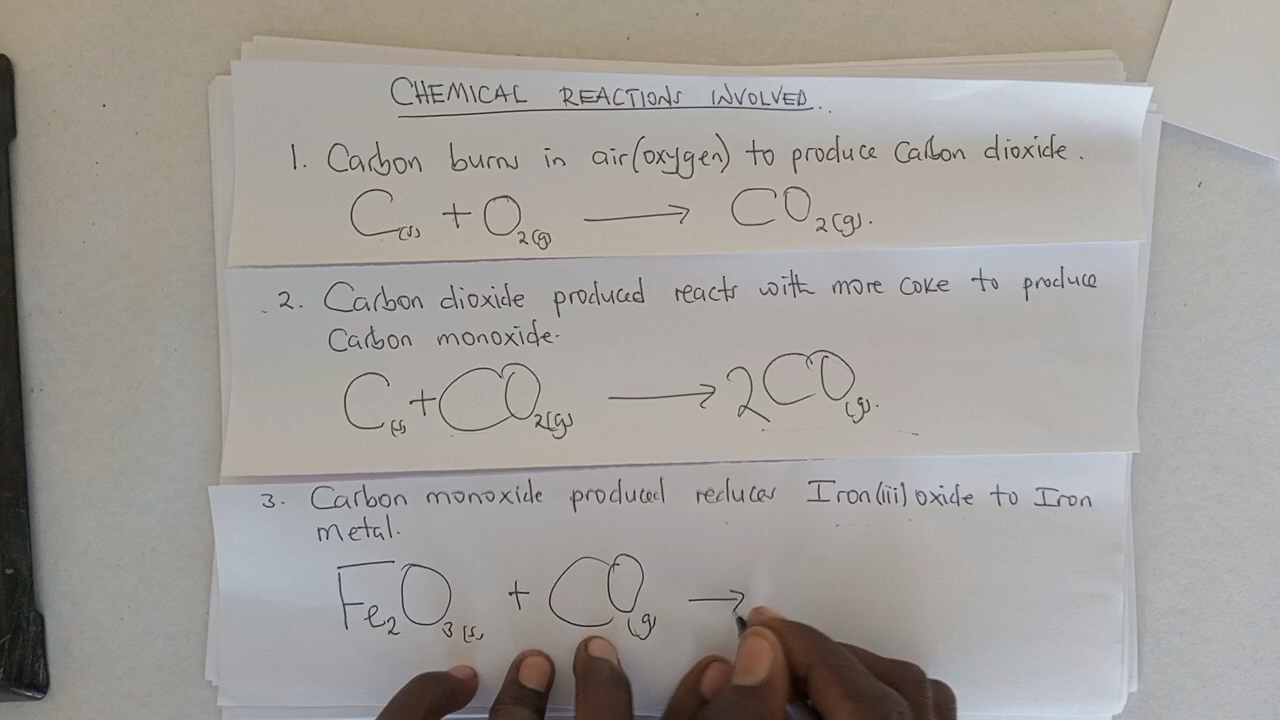 CHEMICAL REACTIONS INVOLVED.
1. Carbon burns in air(oxygen) to produce Carbon dioxide.
C(s) + O2(g) → CO2(g).
2. Carbon dioxide produced reacts with more coke to produce
Carbon monoxide.
C(s) + CO2(g) → 2CO(g).
3. Carbon monoxide produced reduces Iron(iii) oxide to Iron
metal.
Fe2O3(s) + CO(g) →